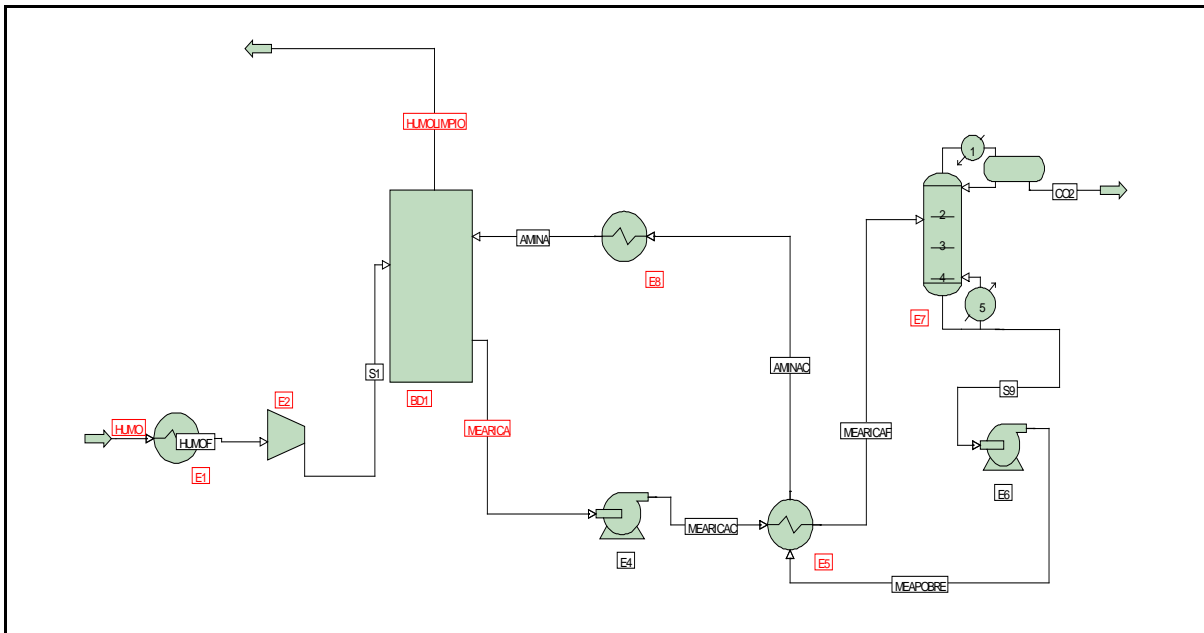 HUMOLIMPIO
1
CO2
2
3
4
5
E7
AMINA
E8
S1
AMINAC
MEARICAF
S9
E2
BD1
HUMO
HUMOF
E1
MEARICA
E6
E4
MEARICAC
E5
MEAPOBRE